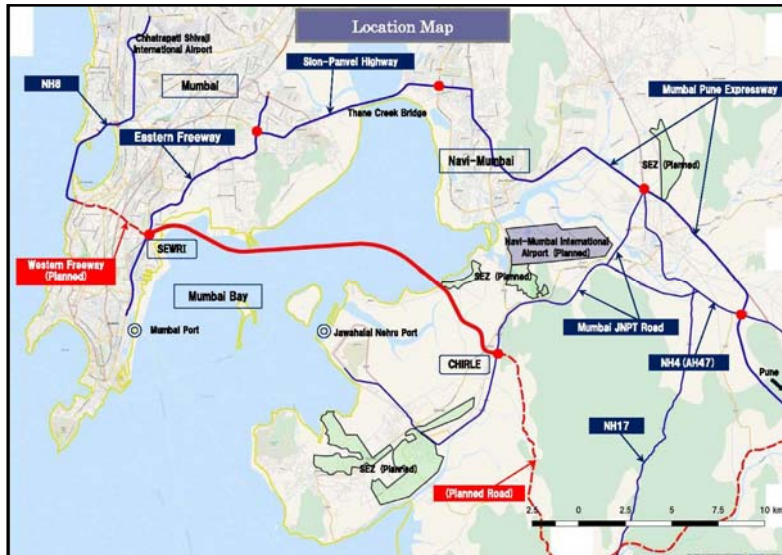 Location Map
Chhatrapati Shivaji
International Airport
Sion-Panvel Highway
NH8
Mumbai
Mumbai Pune Expressway
Thane Creek Bridge
Eastern Freeway
Navi-Mumbai
SEZ (Planned)
SEWRI
Navi-Mumbai International
Airport (Planned)
Western Freeway
(Planned)
SEZ (Planned)
Mumbai Bay
Mumbai Port
Jawahalal Nehru Port
Mumbai JNPT Road
CHIRLE
NH4 (AH47)
Pune
NH17
SEZ (Planned)
(Planned Road)
2.5 0 2.5 5 7.5 10 km